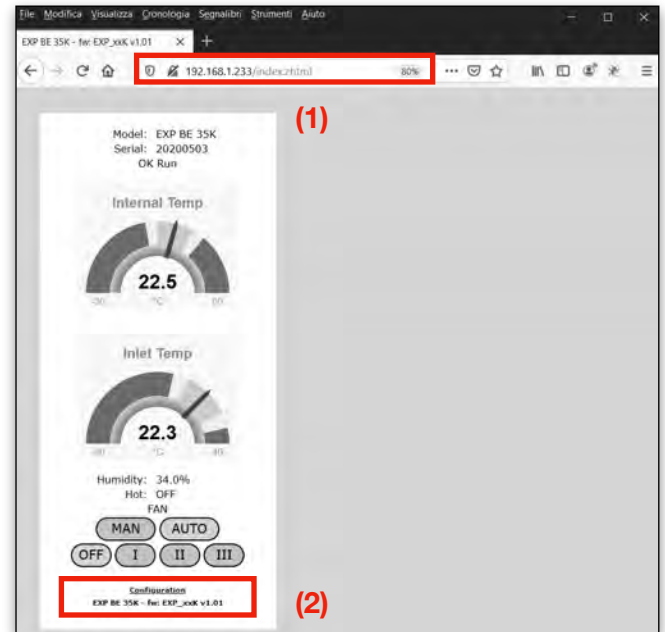 File Modifica Visualizza Cronologia Segnalibri Strumenti Aiuto
EXP BE 35K - fw: EXP_xxK v1.01
192.168.1.233/index.zhtml 80%
(1)
Model: EXP BE 35K
Serial: 20200503
OK Run
Internal Temp
22.5
°C 60
Inlet Temp
22.3
°C 40
Humidity: 34.0%
Hot: OFF
FAN
MAN AUTO
OFF I II III
Configuration
EXP BE 35K - fw: EXP_xxK v1.01
(2)